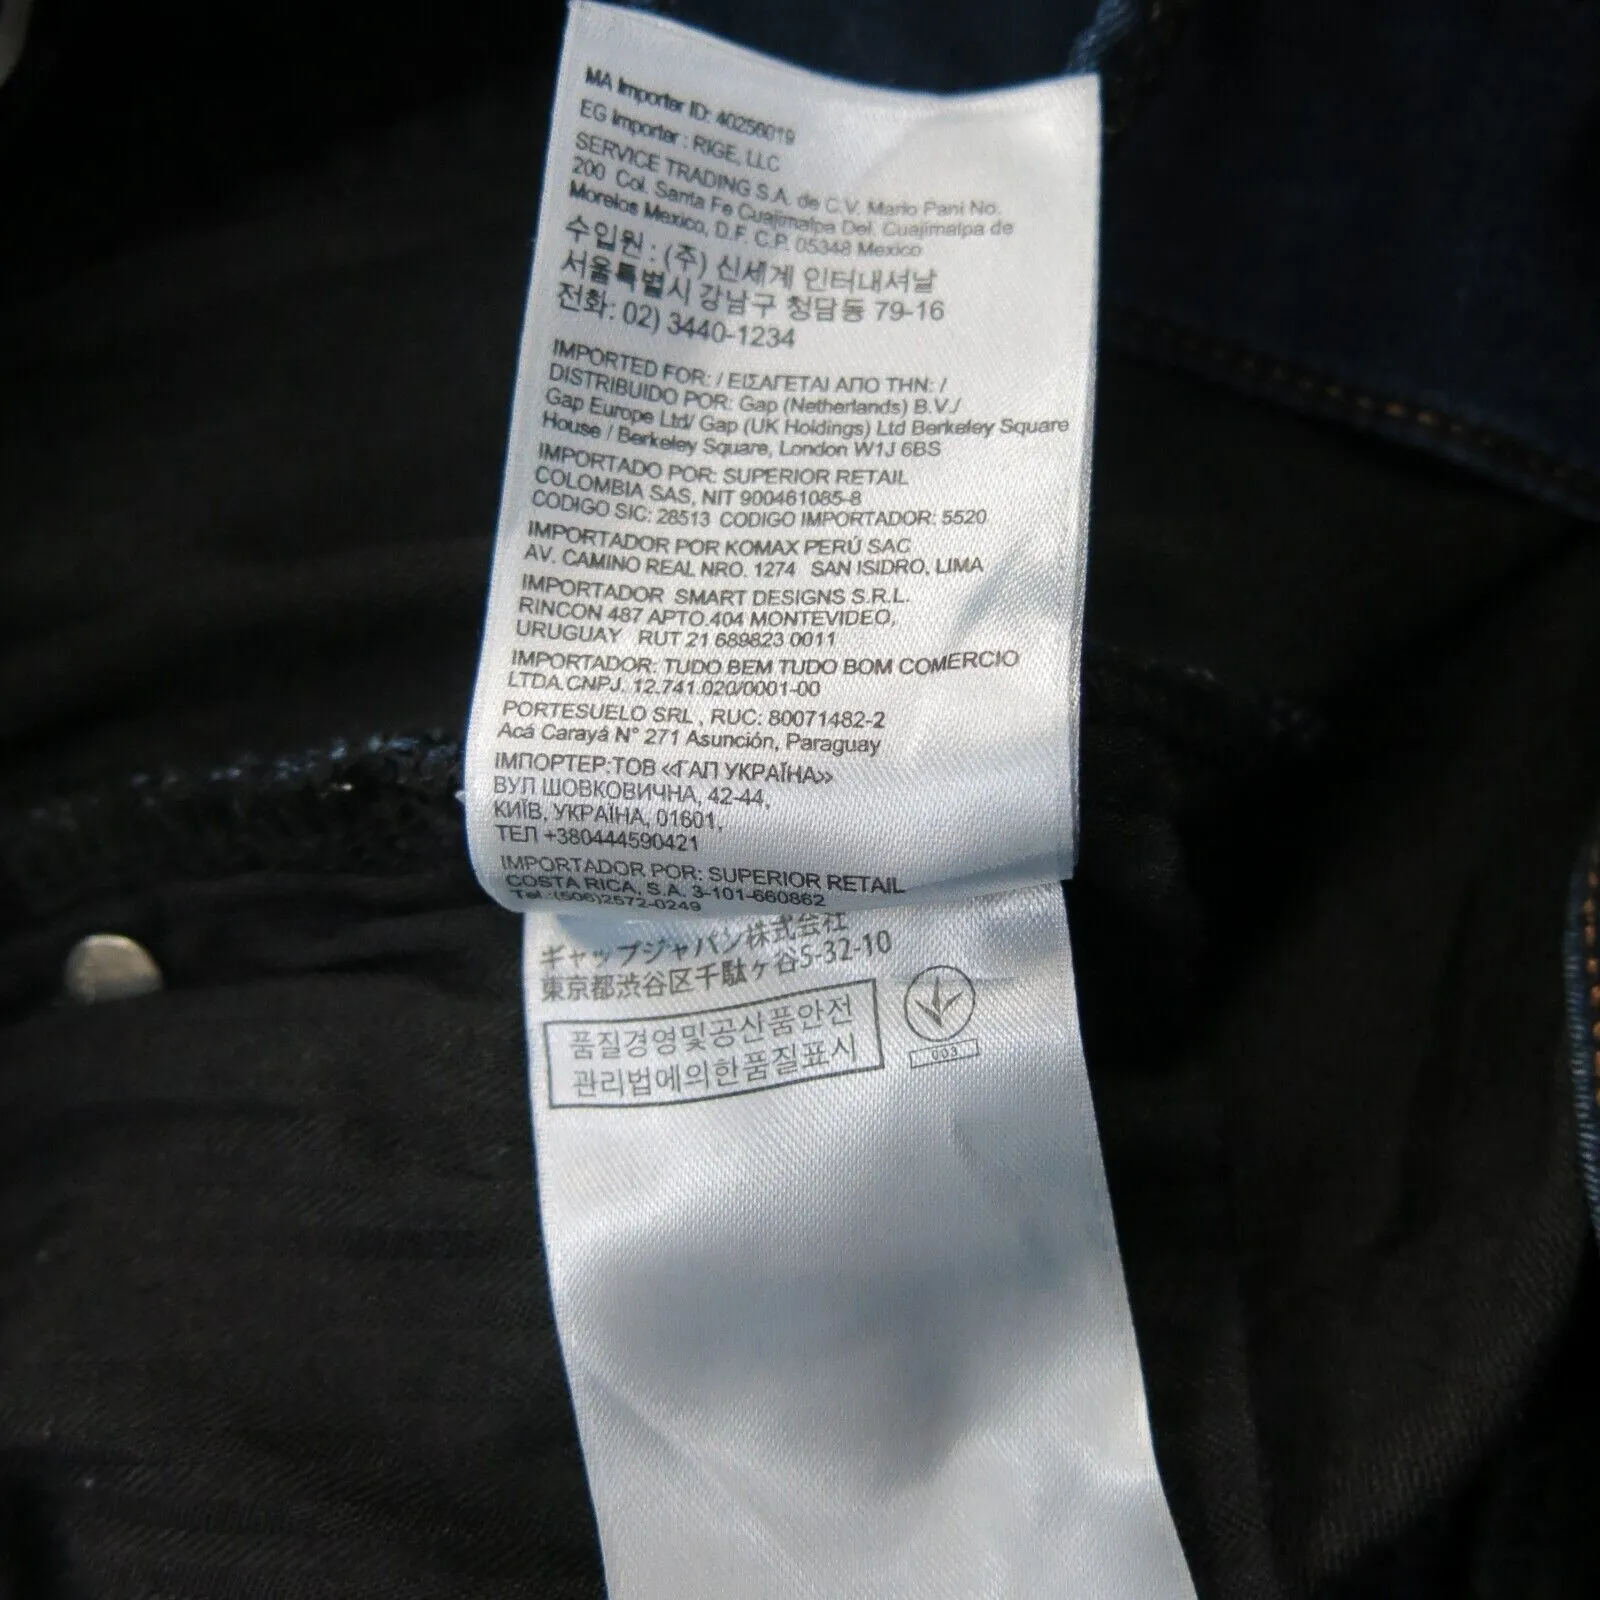 MA Importer ID: 40256019
EG Importer : RIGE, LLC
SERVICE TRADING S.A. de C.V. Mario Pani No.
200 Col. Santa Fe Cuajimalpa Del. Cuajimalpa de
Morelos Mexico, D.F. C.P. 05348 Mexico
수입원 : (주) 신세계 인터내셔날
서울특별시 강남구 청담동 79-16
전화: 02) 3440-1234
IMPORTED FOR: / ΕΙΣΑΓΕΤΑΙ ΑΠΟ ΤΗΝ: /
DISTRIBUIDO POR: Gap (Netherlands) B.V./
Gap Europe Ltd/ Gap (UK Holdings) Ltd Berkeley Square
House / Berkeley Square, London W1J 6BS
IMPORTADO POR: SUPERIOR RETAIL
COLOMBIA SAS, NIT 900461085-8
CODIGO SIC: 28513 CODIGO IMPORTADOR: 5520
IMPORTADOR POR KOMAX PERÚ SAC
AV. CAMINO REAL NRO. 1274 SAN ISIDRO, LIMA
IMPORTADOR SMART DESIGNS S.R.L.
RINCON 487 APTO.404 MONTEVIDEO,
URUGUAY RUT 21 689823 0011
IMPORTADOR: TUDO BEM TUDO BOM COMERCIO
LTDA.CNPJ. 12.741.020/0001-00
PORTESUELO SRL , RUC: 80071482-2
Acá Carayá N° 271 Asunción, Paraguay
ІМПОРТЕР:ТОВ «ГАП УКРАЇНА»
ВУЛ ШОВКОВИЧНА, 42-44,
КИЇВ, УКРАЇНА, 01601,
ТЕЛ +380444590421
IMPORTADOR POR: SUPERIOR RETAIL
COSTA RICA, S.A. 3-101-660862
Tel.:(506)2572-0249
ギャップジャパン株式会社
東京都渋谷区千駄ヶ谷5-32-10
품질경영및공산품안전
관리법에의한품질표시
003